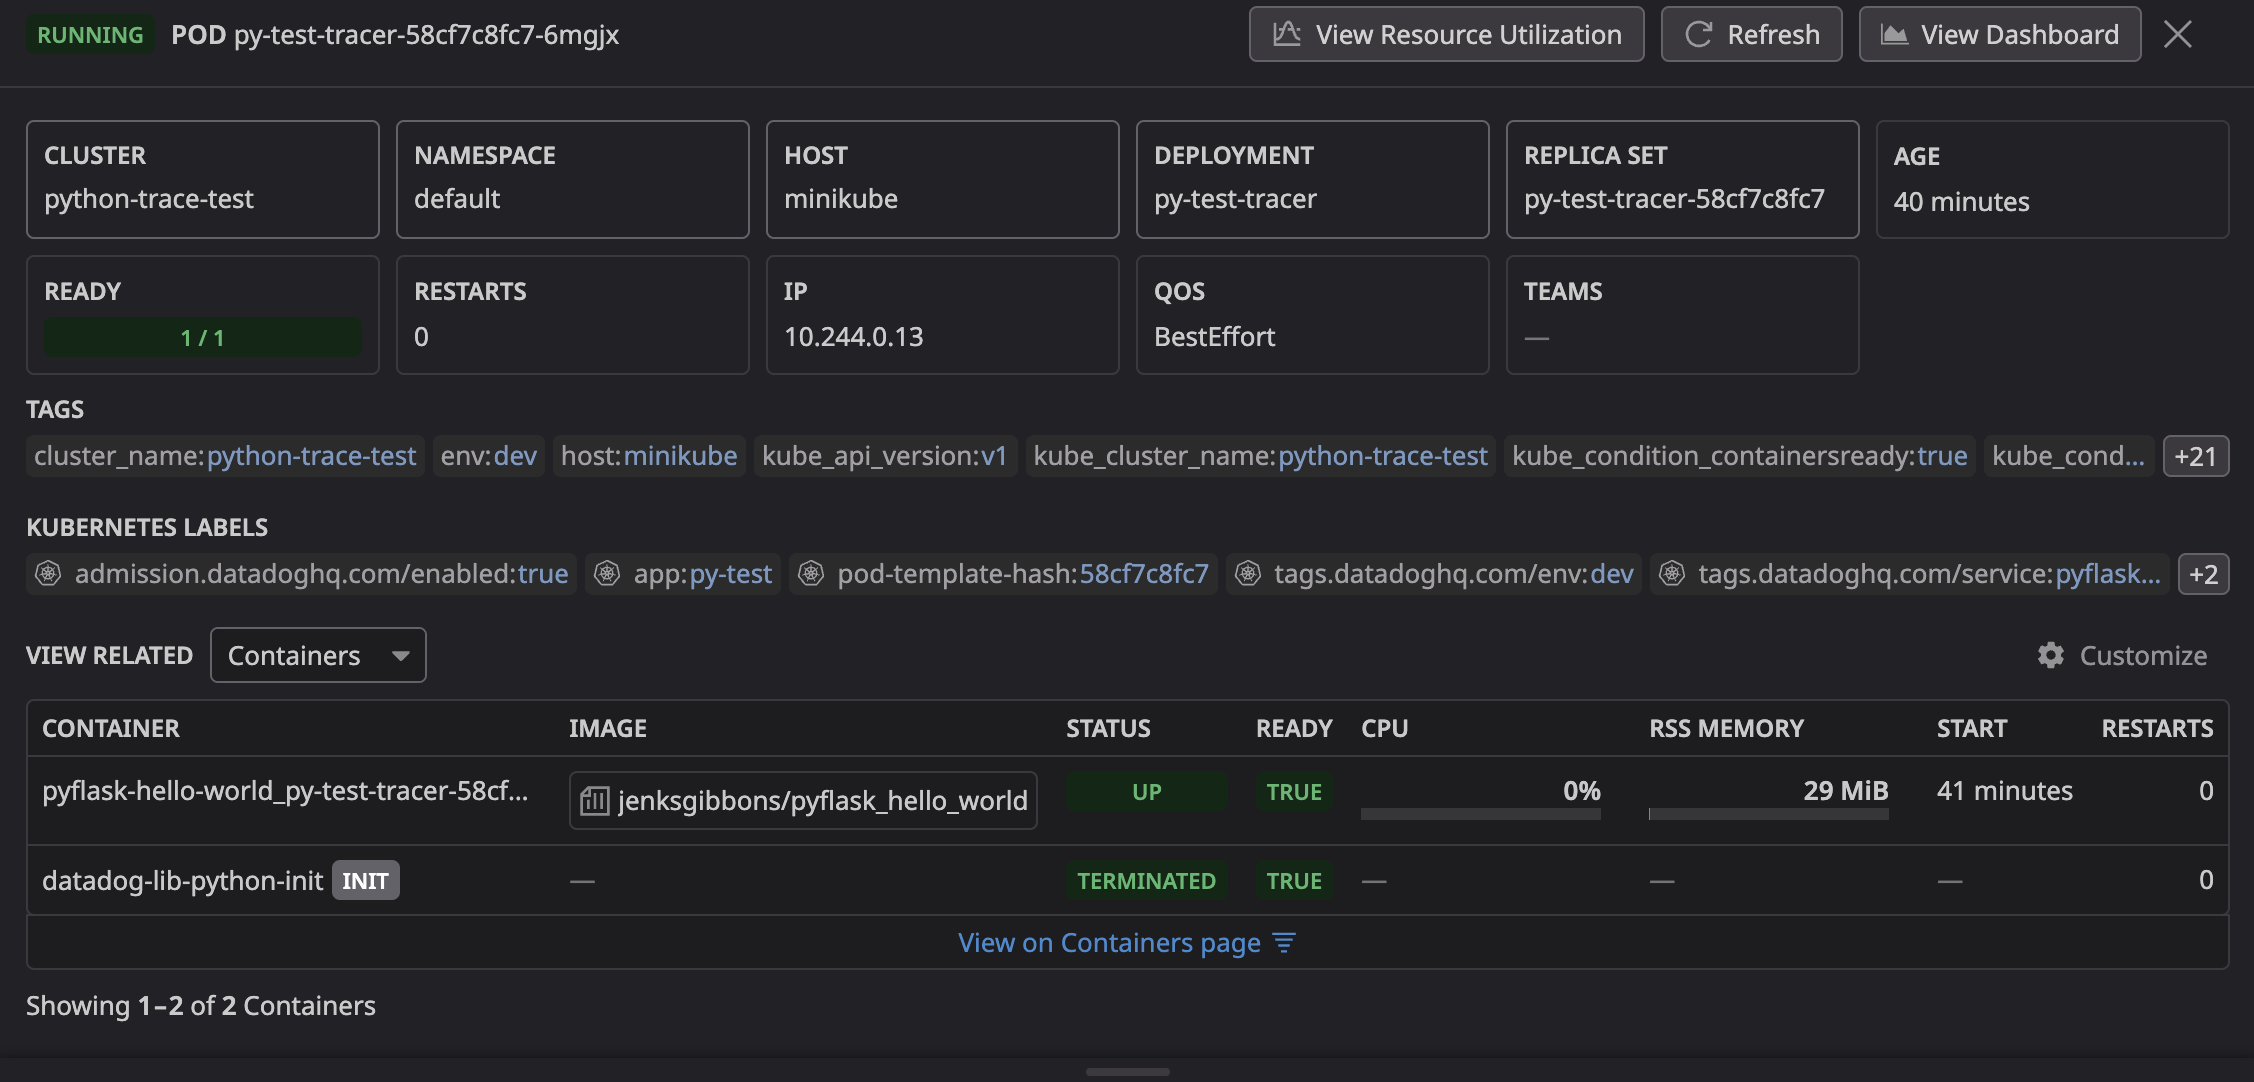 RUNNING POD py-test-tracer-58cf7c8fc7-6mgjx View Resource Utilization Refresh View Dashboard
CLUSTER NAMESPACE HOST DEPLOYMENT REPLICA SET AGE
python-trace-test default minikube py-test-tracer py-test-tracer-58cf7c8fc7 40 minutes
READY RESTARTS IP QOS TEAMS
1 / 1 0 10.244.0.13 BestEffort —
TAGS
cluster_name:python-trace-test env:dev host:minikube kube_api_version:v1 kube_cluster_name:python-trace-test kube_condition_containersready:true kube_cond... +21
KUBERNETES LABELS
admission.datadoghq.com/enabled:true app:py-test pod-template-hash:58cf7c8fc7 tags.datadoghq.com/env:dev tags.datadoghq.com/service:pyflask... +2
VIEW RELATED Containers Customize
CONTAINER IMAGE STATUS READY CPU RSS MEMORY START RESTARTS
pyflask-hello-world_py-test-tracer-58cf... jenksgibbons/pyflask_hello_world UP TRUE 0% 29 MiB 41 minutes 0
datadog-lib-python-init INIT — TERMINATED TRUE — — — 0
View on Containers page
Showing 1–2 of 2 Containers